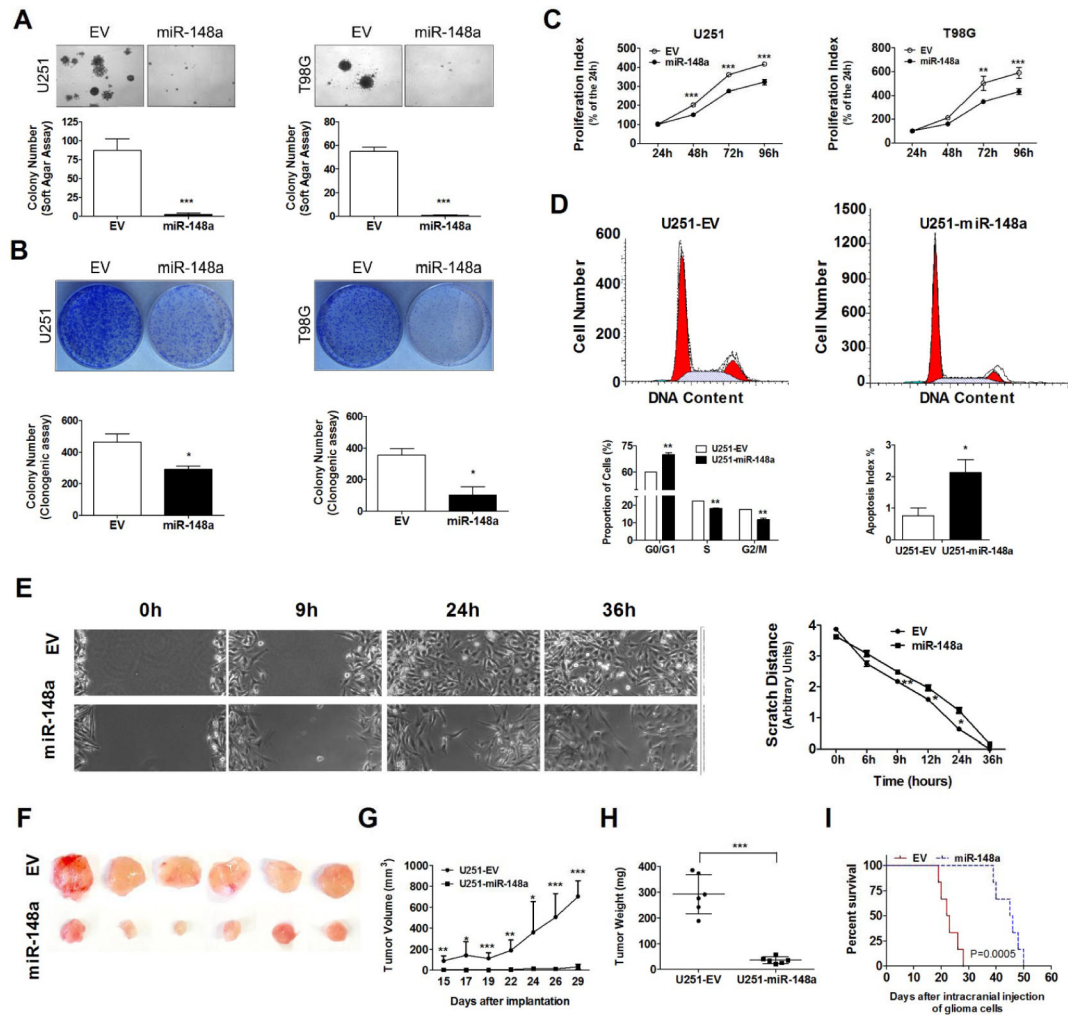 A
EV
miR-148a
U251
EV
miR-148a
T98G
Colony Number
(Soft Agar Assay)
125
100
75
50
25
0
***
EV
miR-148a
Colony Number
(Soft Agar Assay)
80
60
40
20
0
***
EV
miR-148a
B
EV
miR-148a
U251
EV
miR-148a
T98G
Colony Number
(Clonogenic assay)
600
400
200
0
*
EV
miR-148a
Colony Number
(Clonogenic assay)
600
400
200
0
*
EV
miR-148a
C
U251
Proliferation Index
(% of the 24h)
500
400
300
200
100
0
EV
miR-148a
***
***
***
24h
48h
72h
96h
T98G
Proliferation Index
(% of the 24h)
800
600
400
200
0
EV
miR-148a
**
***
24h
48h
72h
96h
D
U251-EV
Cell Number
600
400
200
0
DNA Content
U251-miR-148a
Cell Number
1500
1200
900
600
300
0
DNA Content
Proportion of Cells (%)
80
60
20
10
0
U251-EV
U251-miR-148a
**
**
**
G0/G1
S
G2/M
Apoptosis Index %
3
2
1
0
*
U251-EV
U251-miR-148a
E
0h
9h
24h
36h
EV
miR-148a
Scratch Distance
(Arbitrary Units)
5
4
3
2
1
0
EV
miR-148a
**
*
*
0h
6h
9h
12h
24h
36h
Time (hours)
F
EV
miR-148a
G
Tumor Volume (mm3)
1000
800
600
400
200
0
U251-EV
U251-miR-148a
**
*
***
**
*
***
***
15
17
19
22
24
26
29
Days after implantation
H
Tumor Weight (mg)
400
300
200
100
0
***
U251-EV
U251-miR-148a
I
EV
miR-148a
Percent survival
100
75
50
25
0
P=0.0005
0
10
20
30
40
50
60
Days after intracranial injection
of glioma cells